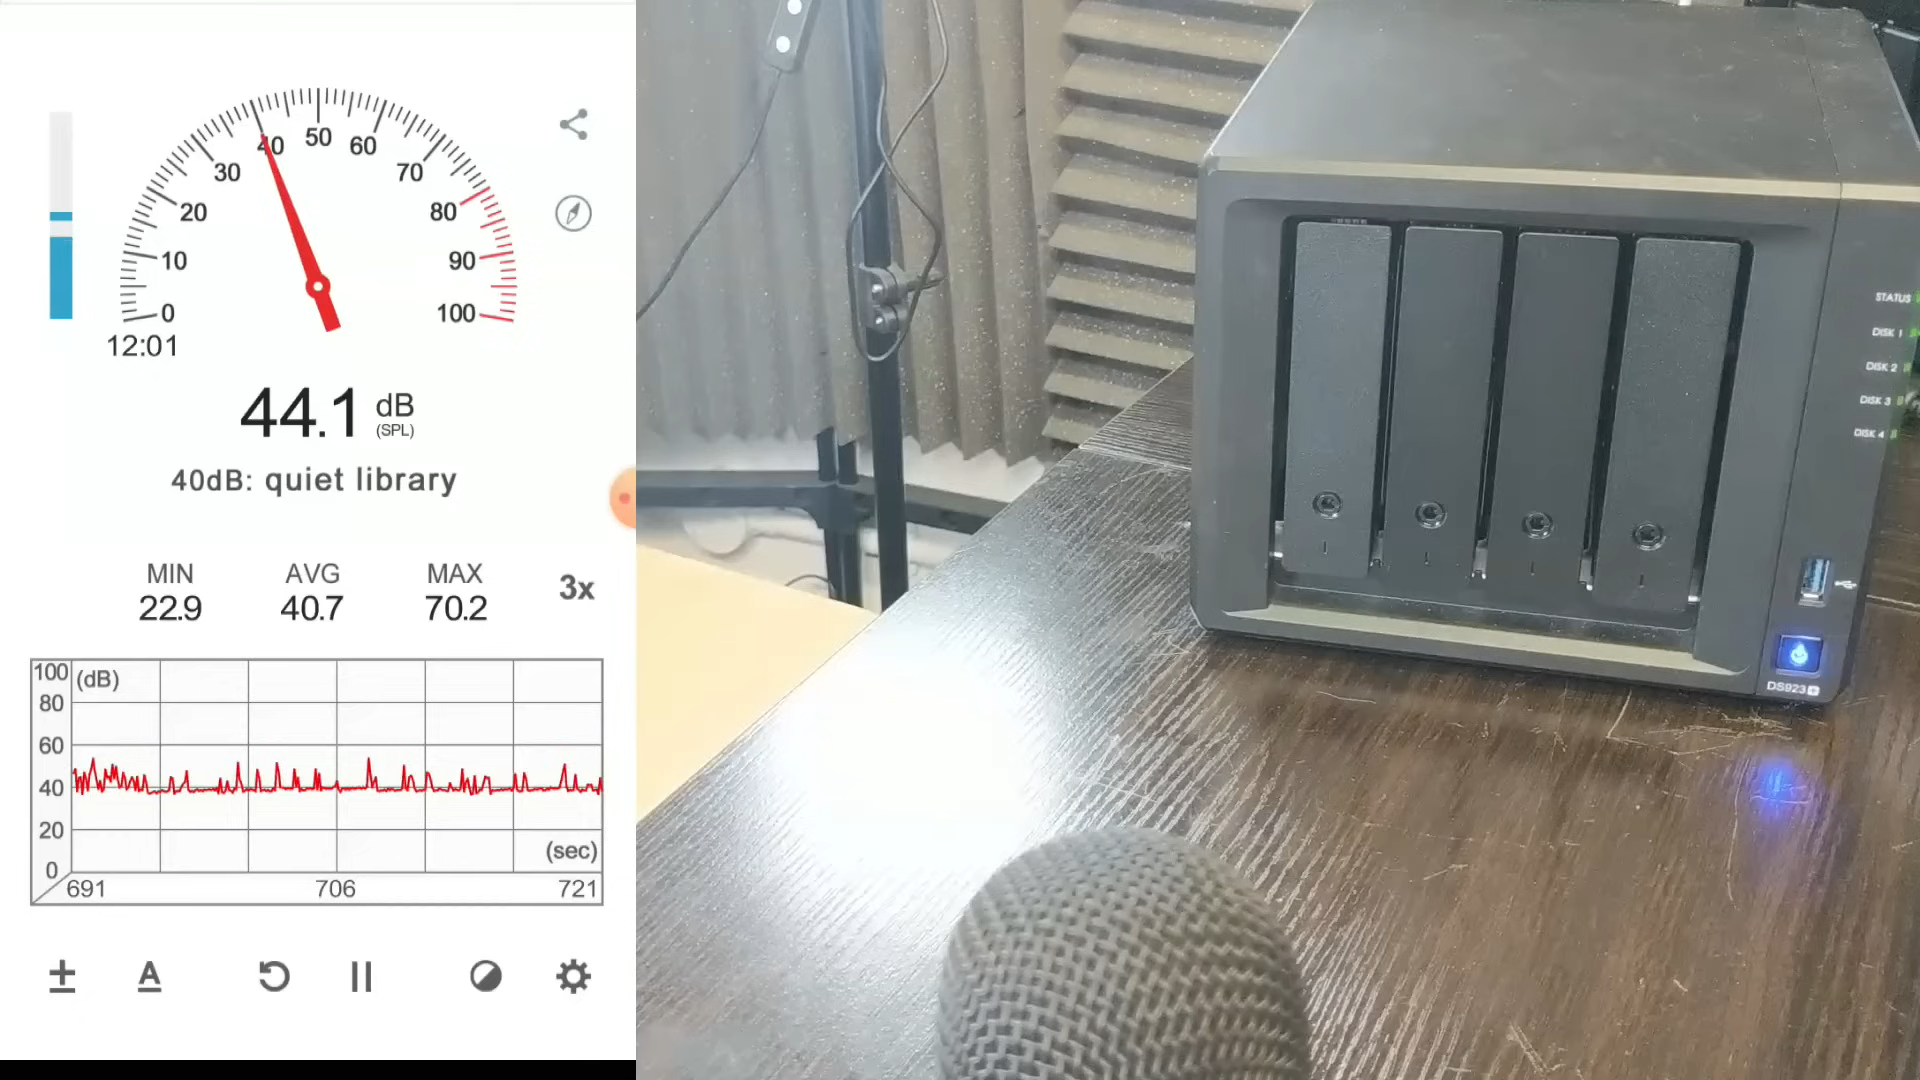 50
40 60
30 70
20 80
10 90
0 100
12:01
44.1 dB
(SPL)
40dB: quiet library
MIN AVG MAX
22.9 40.7 70.2
3x
100 (dB)
80
60
40
20
0 (sec)
691 706 721
A
STATUS
DISK 1
DISK 2
DISK 3
DISK 4
DS923+